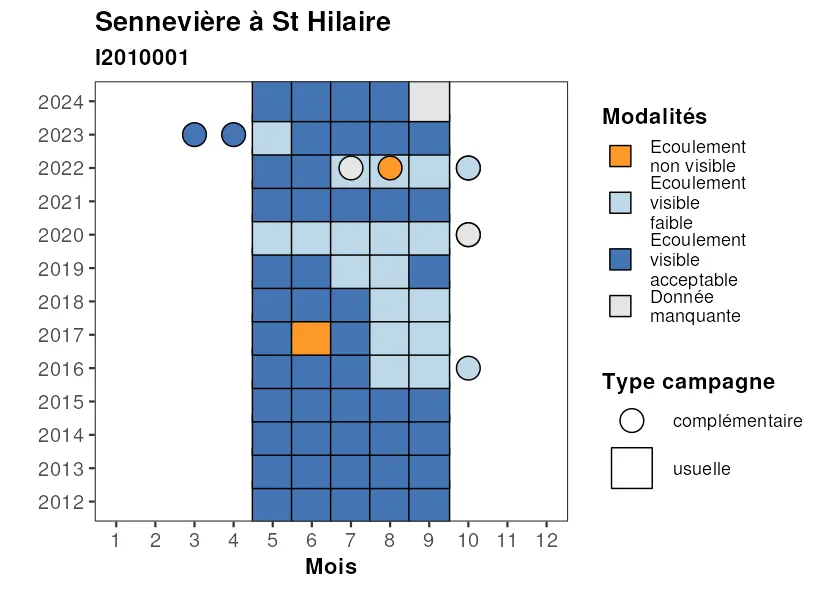 Sennevière à St Hilaire
I2010001
2024
2023
2022
2021
2020
2019
2018
2017
2016
2015
2014
2013
2012
1 2 3 4 5 6 7 8 9 10 11 12
Mois
Modalités
Ecoulement
non visible
Ecoulement
visible
faible
Ecoulement
visible
acceptable
Donnée
manquante
Type campagne
complémentaire
usuelle